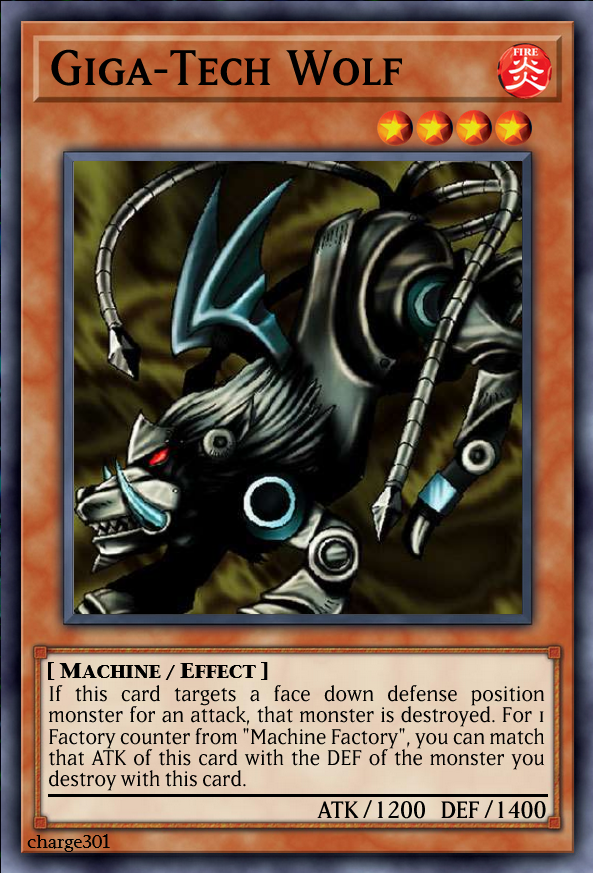 Giga-Tech Wolf
FIRE
炎
[ Machine / Effect ]
If this card targets a face down defense position
monster for an attack, that monster is destroyed. For 1
Factory counter from "Machine Factory", you can match
that ATK of this card with the DEF of the monster you
destroy with this card.
ATK/1200 DEF/1400
charge301